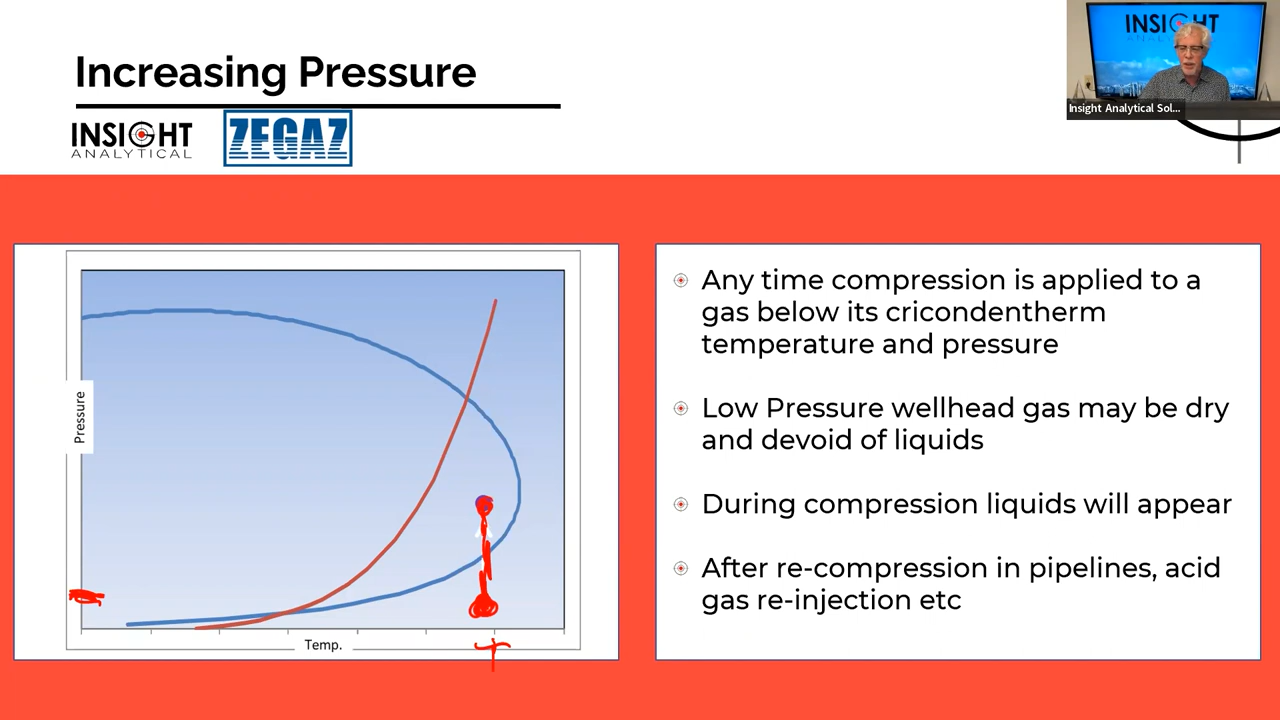 Increasing Pressure
INSIGHT
ANALYTICAL
ZEGAZ
INSIGHT
Insight Analytical Sol...
Pressure
Temp.
Any time compression is applied to a
gas below its cricondentherm
temperature and pressure
Low Pressure wellhead gas may be dry
and devoid of liquids
During compression liquids will appear
After re-compression in pipelines, acid
gas re-injection etc